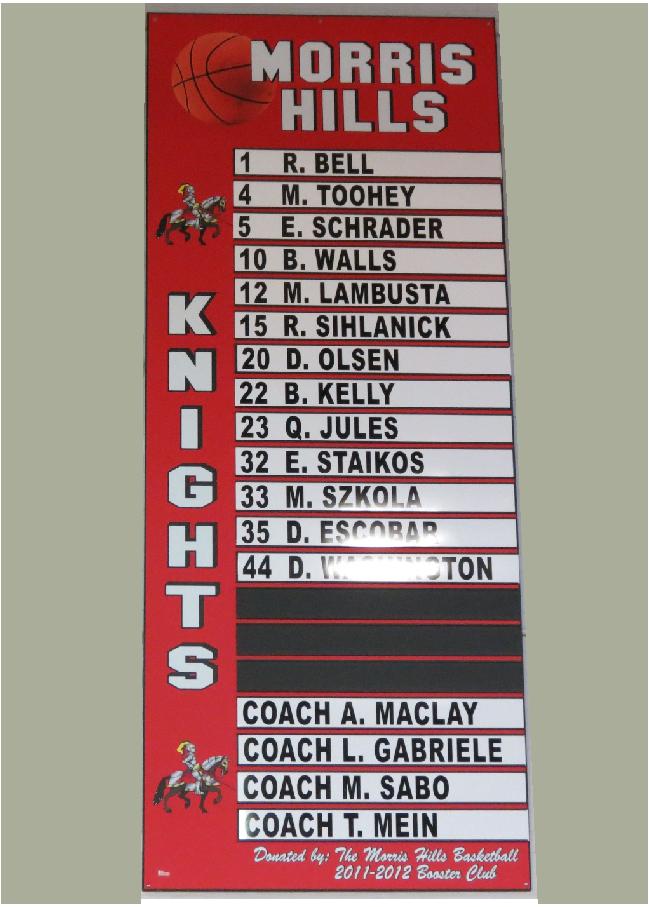 MORRIS
HILLS
1 R. BELL
4 M. TOOHEY
5 E. SCHRADER
10 B. WALLS
12 M. LAMBUSTA
15 R. SIHLANICK
20 D. OLSEN
22 B. KELLY
23 Q. JULES
32 E. STAIKOS
33 M. SZKOLA
35 D. ESCOBAR
44 D. WASHINGTON
KNIGHTS
COACH A. MACLAY
COACH L. GABRIELE
COACH M. SABO
COACH T. MEIN
Donated by: The Morris Hills Basketball
2011-2012 Booster Club